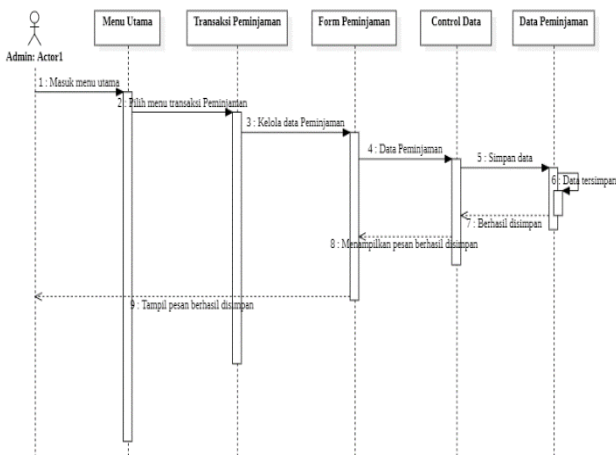 Menu Utama
Transaksi Peminjaman
Form Peminjaman
Control Data
Data Peminjaman
Admin: Actor1
1 : Masuk menu utama
2 : Pilih menu transaksi Peminjaman
3 : Kelola data Peminjaman
4 : Data Peminjaman
5 : Simpan data
6 : Data tersimpan
7 : Berhasil disimpan
8 : Menampilkan pesan berhasil disimpan
9 : Tampil pesan berhasil disimpan